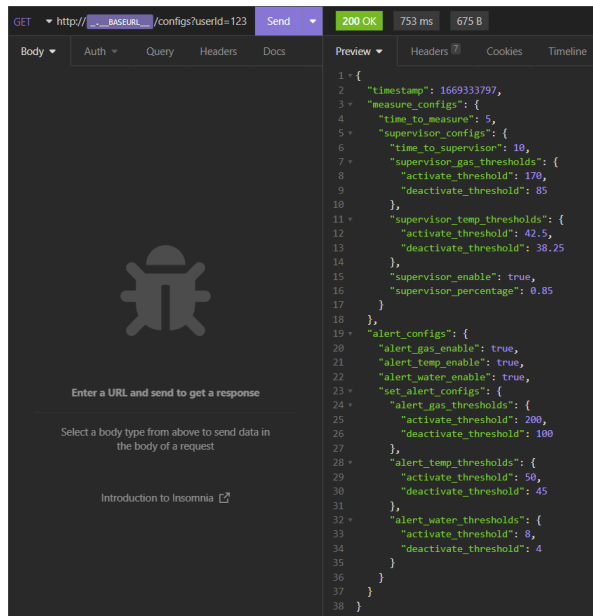 GET http:// _.__BASEURL__ /configs?userId=123 Send
200 OK 753 ms 675 B
Body Auth Query Headers Docs
Preview Headers 7 Cookies Timeline
1 {
2 "timestamp": 1669333797,
3 "measure_configs": {
4 "time_to_measure": 5,
5 "supervisor_configs": {
6 "time_to_supervisor": 10,
7 "supervisor_gas_thresholds": {
8 "activate_threshold": 170,
9 "deactivate_threshold": 85
10 },
11 "supervisor_temp_thresholds": {
12 "activate_threshold": 42.5,
13 "deactivate_threshold": 38.25
14 },
15 "supervisor_enable": true,
16 "supervisor_percentage": 0.85
17 }
18 },
19 "alert_configs": {
20 "alert_gas_enable": true,
21 "alert_temp_enable": true,
22 "alert_water_enable": true,
23 "set_alert_configs": {
24 "alert_gas_thresholds": {
25 "activate_threshold": 200,
26 "deactivate_threshold": 100
27 },
28 "alert_temp_thresholds": {
29 "activate_threshold": 50,
30 "deactivate_threshold": 45
31 },
32 "alert_water_thresholds": {
33 "activate_threshold": 8,
34 "deactivate_threshold": 4
35 }
36 }
37 }
38 }
Enter a URL and send to get a response
Select a body type from above to send data in
the body of a request
Introduction to Insomnia